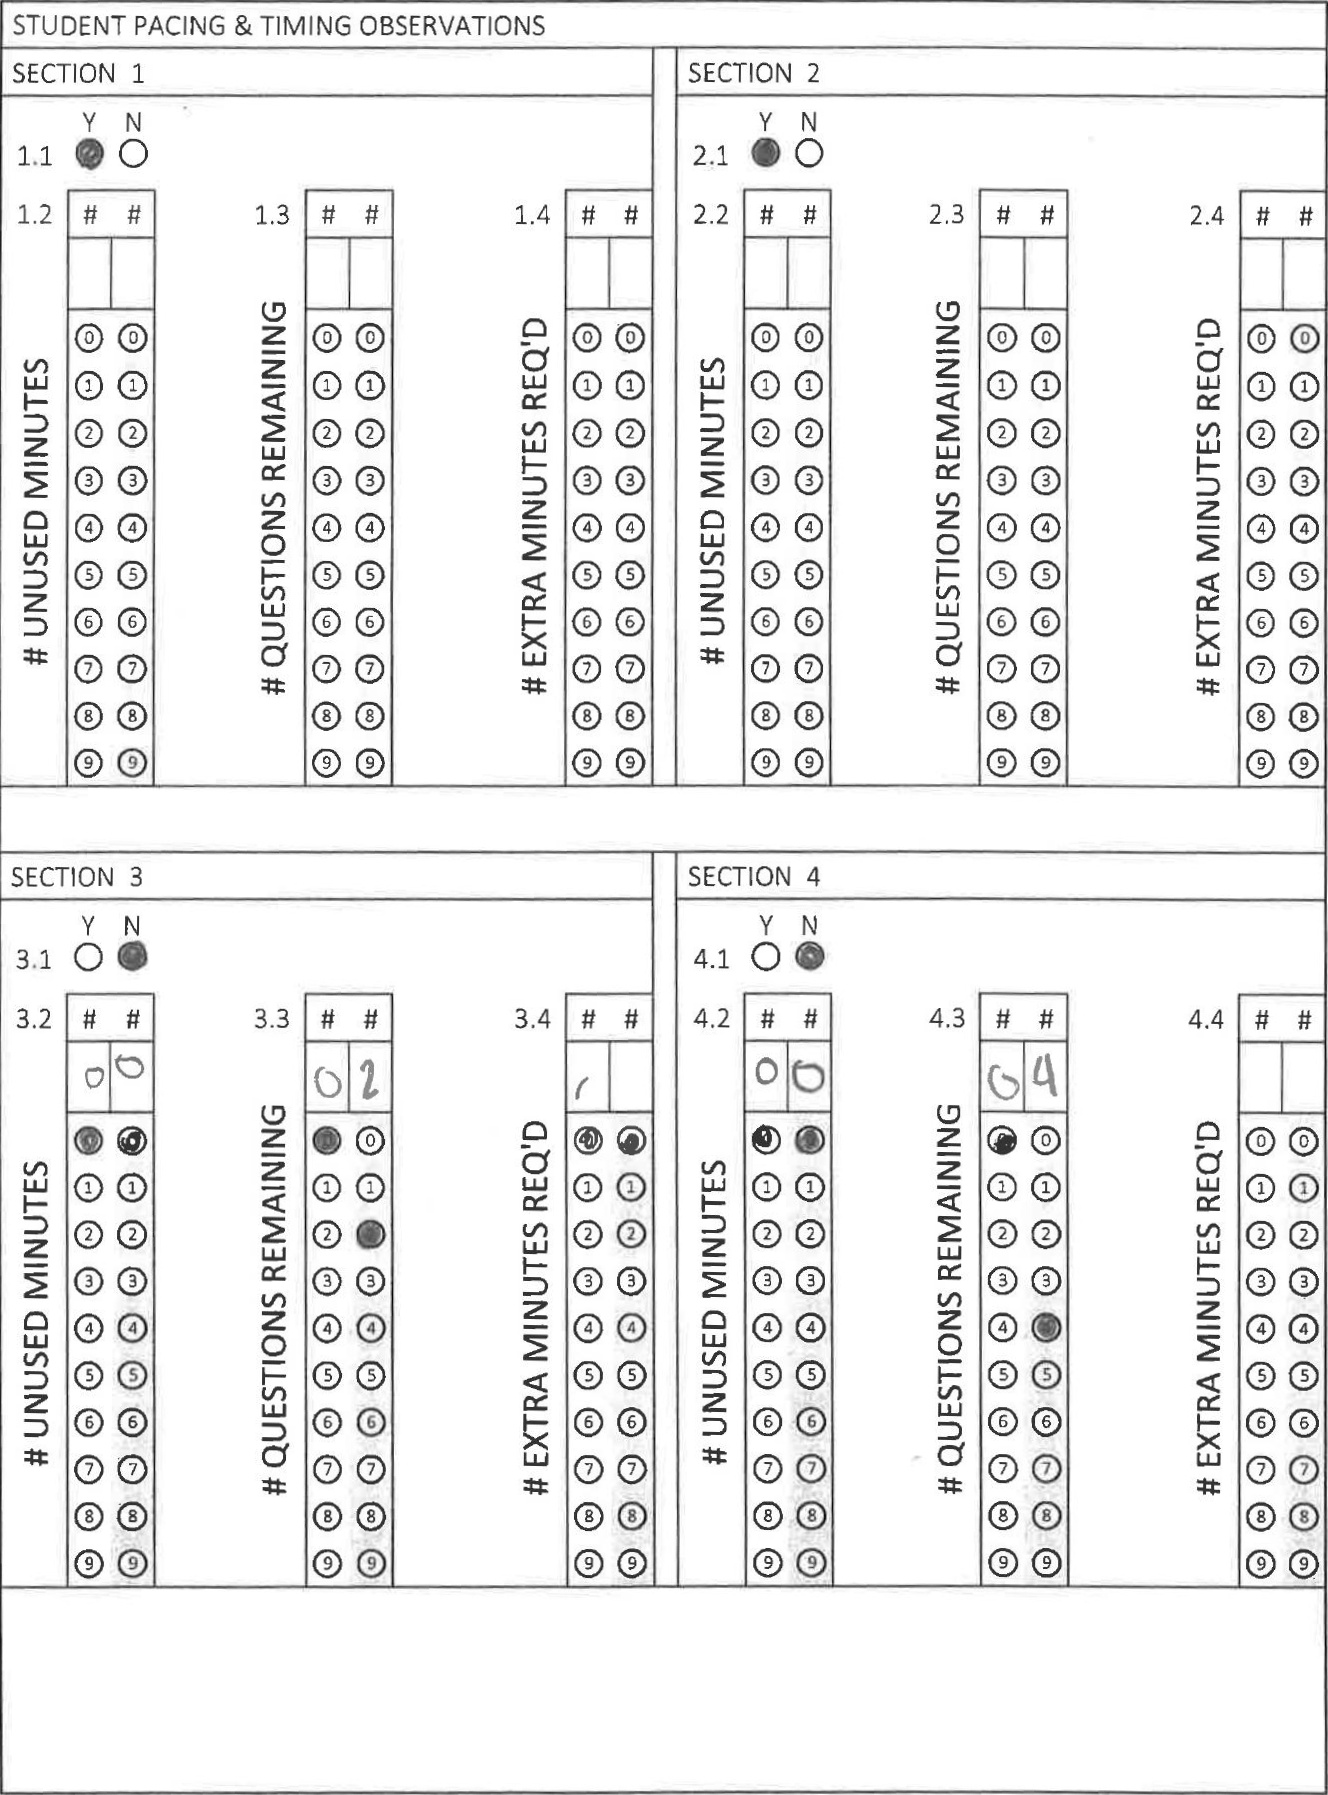 STUDENT PACING & TIMING OBSERVATIONS
SECTION 1
Y N
1.1
1.2 # # 1.3 # # 1.4 # #
# UNUSED MINUTES
# QUESTIONS REMAINING
# EXTRA MINUTES REQ'D
0 0 0 0 0 0
1 1 1 1 1 1
2 2 2 2 2 2
3 3 3 3 3 3
4 4 4 4 4 4
5 5 5 5 5 5
6 6 6 6 6 6
7 7 7 7 7 7
8 8 8 8 8 8
9 9 9 9 9 9
SECTION 2
Y N
2.1
2.2 # # 2.3 # # 2.4 # #
# UNUSED MINUTES
# QUESTIONS REMAINING
# EXTRA MINUTES REQ'D
0 0 0 0 0 0
1 1 1 1 1 1
2 2 2 2 2 2
3 3 3 3 3 3
4 4 4 4 4 4
5 5 5 5 5 5
6 6 6 6 6 6
7 7 7 7 7 7
8 8 8 8 8 8
9 9 9 9 9 9
SECTION 3
Y N
3.1
3.2 # # 3.3 # # 3.4 # #
0 0 0 2
# UNUSED MINUTES
# QUESTIONS REMAINING
# EXTRA MINUTES REQ'D
0
1 1 1 1 1 1
2 2 2 2 2
3 3 3 3 3 3
4 4 4 4 4 4
5 5 5 5 5 5
6 6 6 6 6 6
7 7 7 7 7 7
8 8 8 8 8 8
9 9 9 9 9 9
SECTION 4
Y N
4.1
4.2 # # 4.3 # # 4.4 # #
0 0 0 4
# UNUSED MINUTES
# QUESTIONS REMAINING
# EXTRA MINUTES REQ'D
0 0 0
1 1 1 1 1 1
2 2 2 2 2 2
3 3 3 3 3 3
4 4 4 4 4
5 5 5 5 5 5
6 6 6 6 6 6
7 7 7 7 7 7
8 8 8 8 8 8
9 9 9 9 9 9